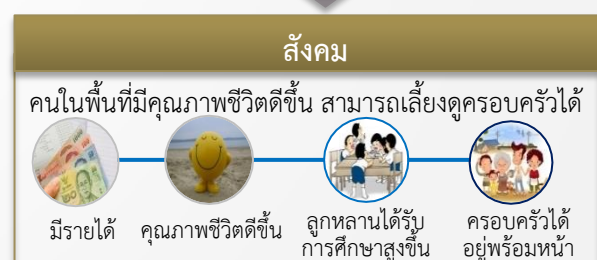 สังคม
คนในพื้นที่มีคุณภาพชีวิตดีขึ้น สามารถเลี้ยงดูครอบครัวได้
มีรายได้
คุณภาพชีวิตดีขึ้น
ลูกหลานได้รับ
การศึกษาสูงขึ้น
ครอบครัวได้
อยู่พร้อมหน้า